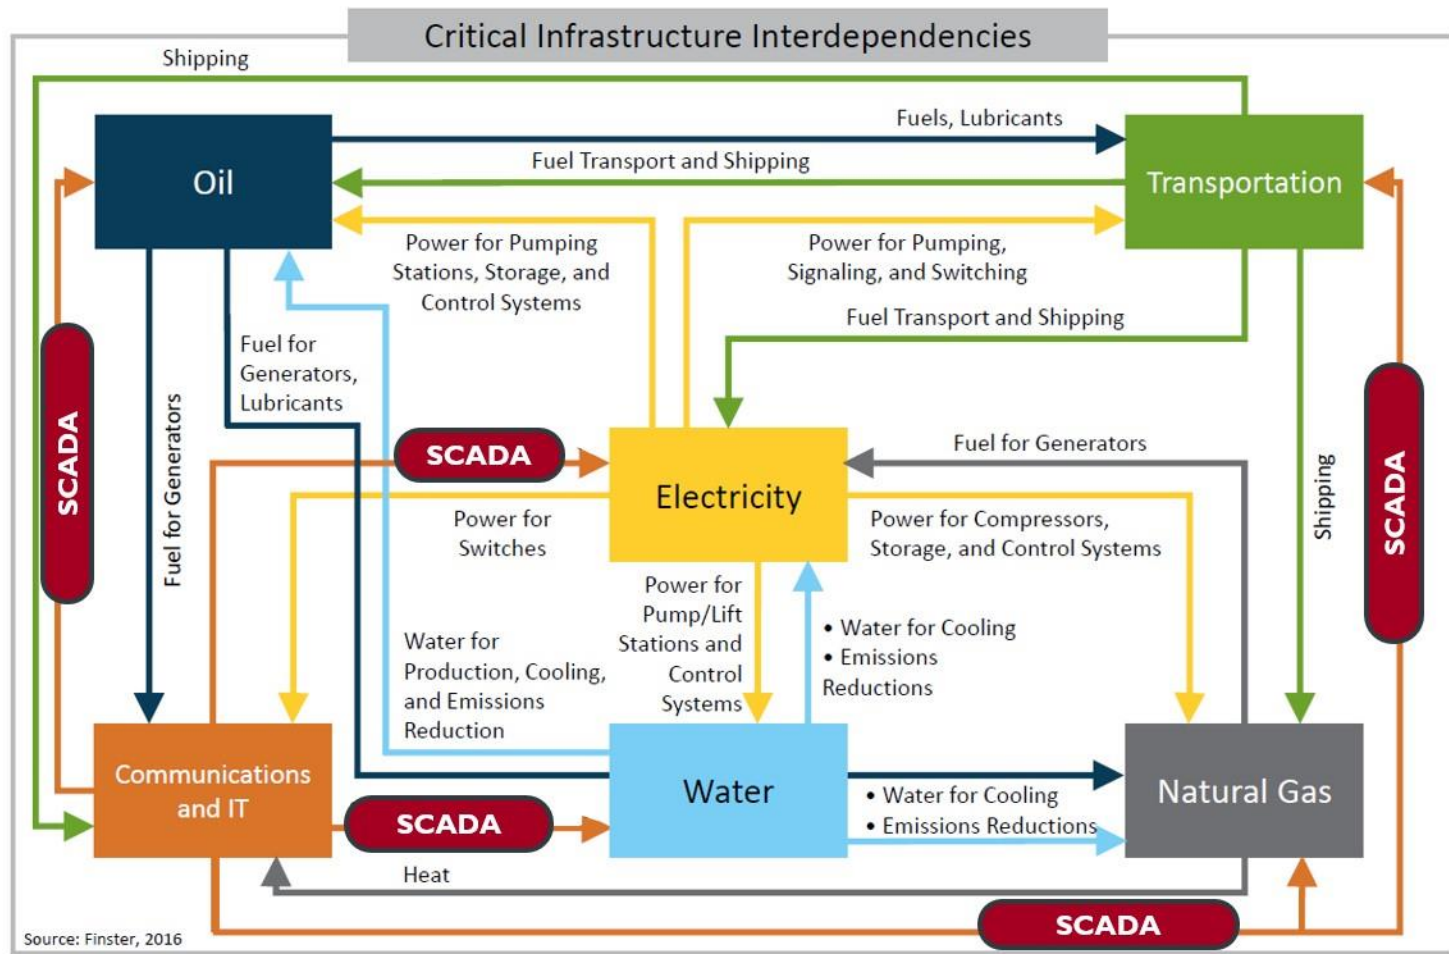 Critical Infrastructure Interdependencies
Shipping
Fuels, Lubricants
Fuel Transport and Shipping
Oil
Transportation
Power for Pumping
Stations, Storage, and
Control Systems
Power for Pumping,
Signaling, and Switching
Fuel Transport and Shipping
Fuel for
Generators,
Lubricants
SCADA
Fuel for Generators
SCADA
Fuel for Generators
Shipping
SCADA
Electricity
Power for
Switches
Power for Compressors,
Storage, and Control Systems
Power for
Pump/Lift
Stations and
Control
Systems
• Water for Cooling
• Emissions
Reductions
Water for
Production, Cooling,
and Emissions
Reduction
Communications
and IT
SCADA
Water
• Water for Cooling
• Emissions Reductions
Natural Gas
Heat
SCADA
Source: Finster, 2016